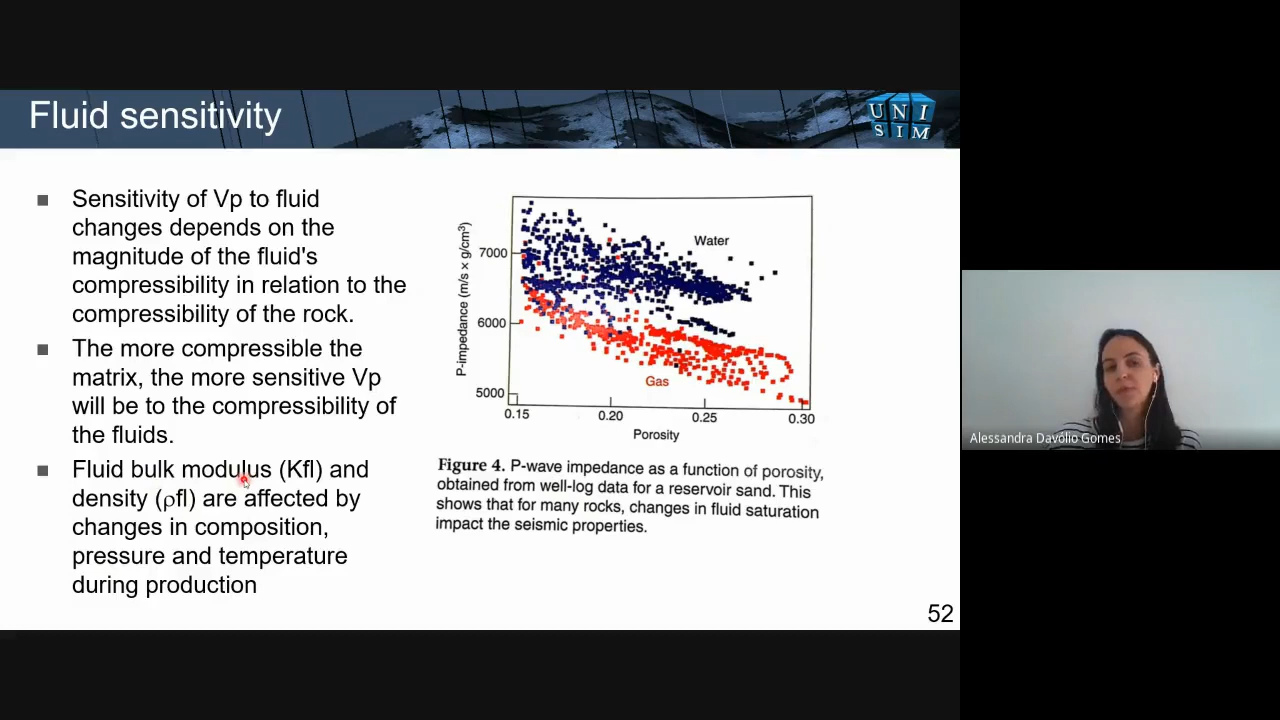 Fluid sensitivity
UNI
SIM
Sensitivity of Vp to fluid
changes depends on the
magnitude of the fluid's
compressibility in relation to the
compressibility of the rock.
The more compressible the
matrix, the more sensitive Vp
will be to the compressibility of
the fluids.
Fluid bulk modulus (Kfl) and
density (ρfl) are affected by
changes in composition,
pressure and temperature
during production
P-impedance (m/s × g/cm³)
7000
6000
5000
Water
Gas
0.15 0.20 0.25 0.30
Porosity
Figure 4. P-wave impedance as a function of porosity,
obtained from well-log data for a reservoir sand. This
shows that for many rocks, changes in fluid saturation
impact the seismic properties.
52
Alessandra Davólio Gomes